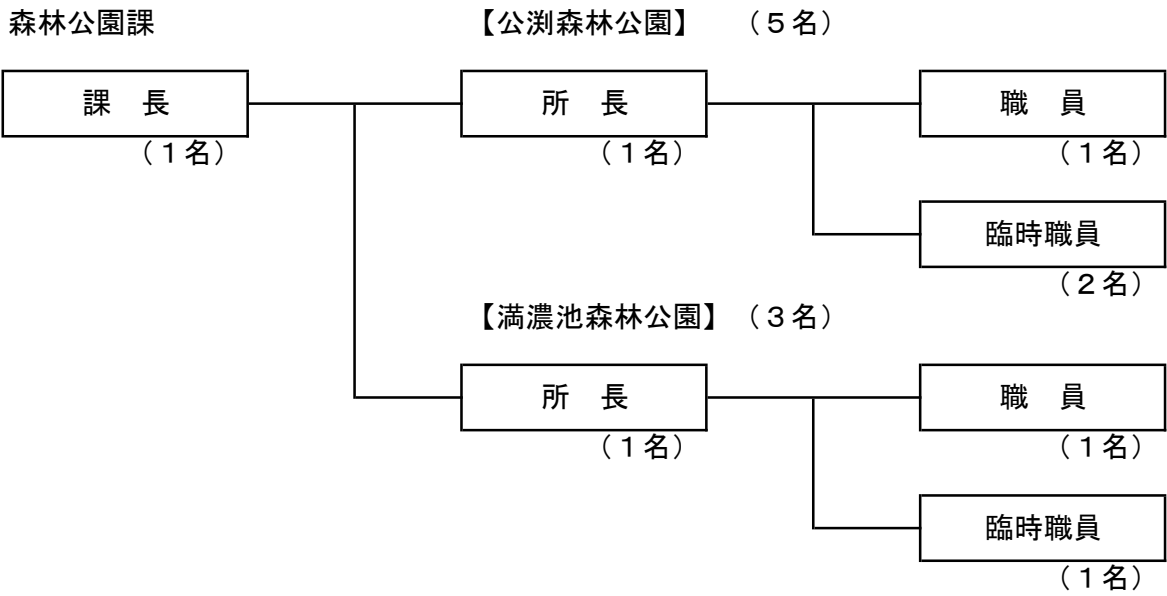 森林公園課 【公渕森林公園】 （５名）
課　長 所　長 職　員
（１名） （１名） （１名）
臨時職員
（２名）
【満濃池森林公園】 （３名）
所　長 職　員
（１名） （１名）
臨時職員
（１名）